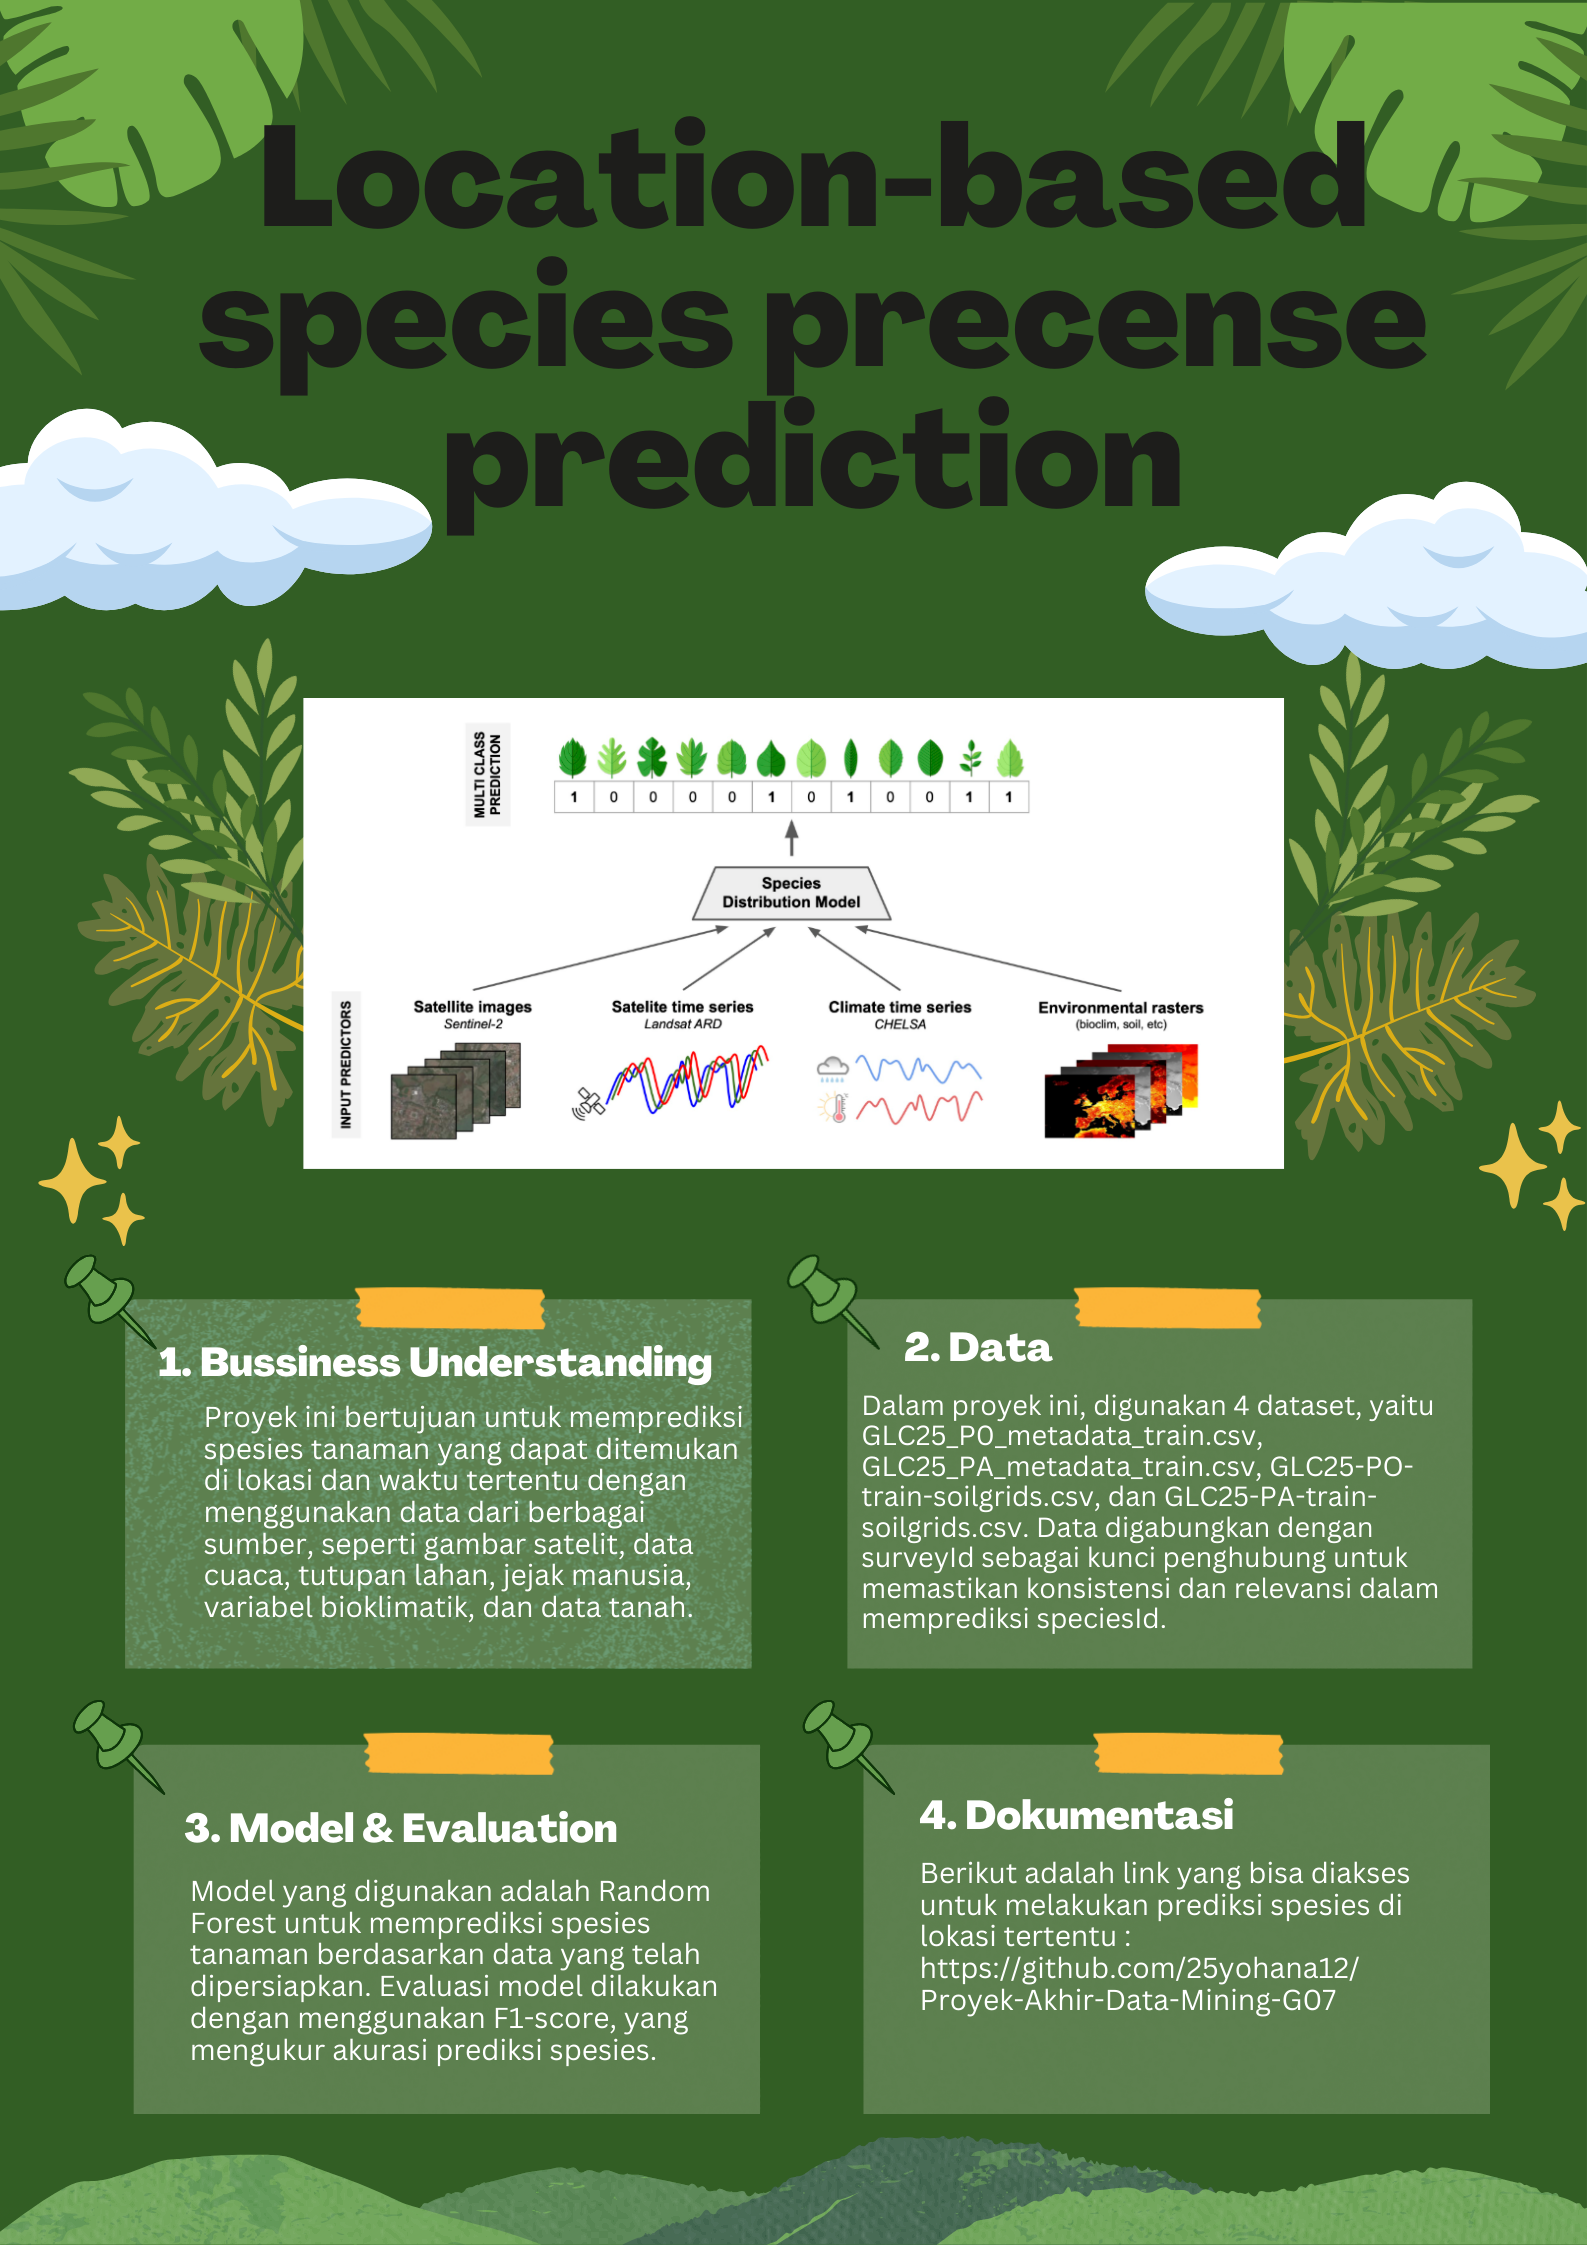 Location-based
species precense
prediction
MULTI CLASS
PREDICTION
1 0 0 0 0 1 0 1 0 0 1 1
Species
Distribution Model
INPUT PREDICTORS
Satellite images
Sentinel-2
Satelite time series
Landsat ARD
Climate time series
CHELSA
Environmental rasters
(bioclim, soil, etc)
1. Bussiness Understanding
Proyek ini bertujuan untuk memprediksi
spesies tanaman yang dapat ditemukan
di lokasi dan waktu tertentu dengan
menggunakan data dari berbagai
sumber, seperti gambar satelit, data
cuaca, tutupan lahan, jejak manusia,
variabel bioklimatik, dan data tanah.
2. Data
Dalam proyek ini, digunakan 4 dataset, yaitu
GLC25_P0_metadata_train.csv,
GLC25_PA_metadata_train.csv, GLC25-PO-
train-soilgrids.csv, dan GLC25-PA-train-
soilgrids.csv. Data digabungkan dengan
surveyId sebagai kunci penghubung untuk
memastikan konsistensi dan relevansi dalam
memprediksi speciesId.
3. Model & Evaluation
Model yang digunakan adalah Random
Forest untuk memprediksi spesies
tanaman berdasarkan data yang telah
dipersiapkan. Evaluasi model dilakukan
dengan menggunakan F1-score, yang
mengukur akurasi prediksi spesies.
4. Dokumentasi
Berikut adalah link yang bisa diakses
untuk melakukan prediksi spesies di
lokasi tertentu :
https://github.com/25yohana12/
Proyek-Akhir-Data-Mining-G07